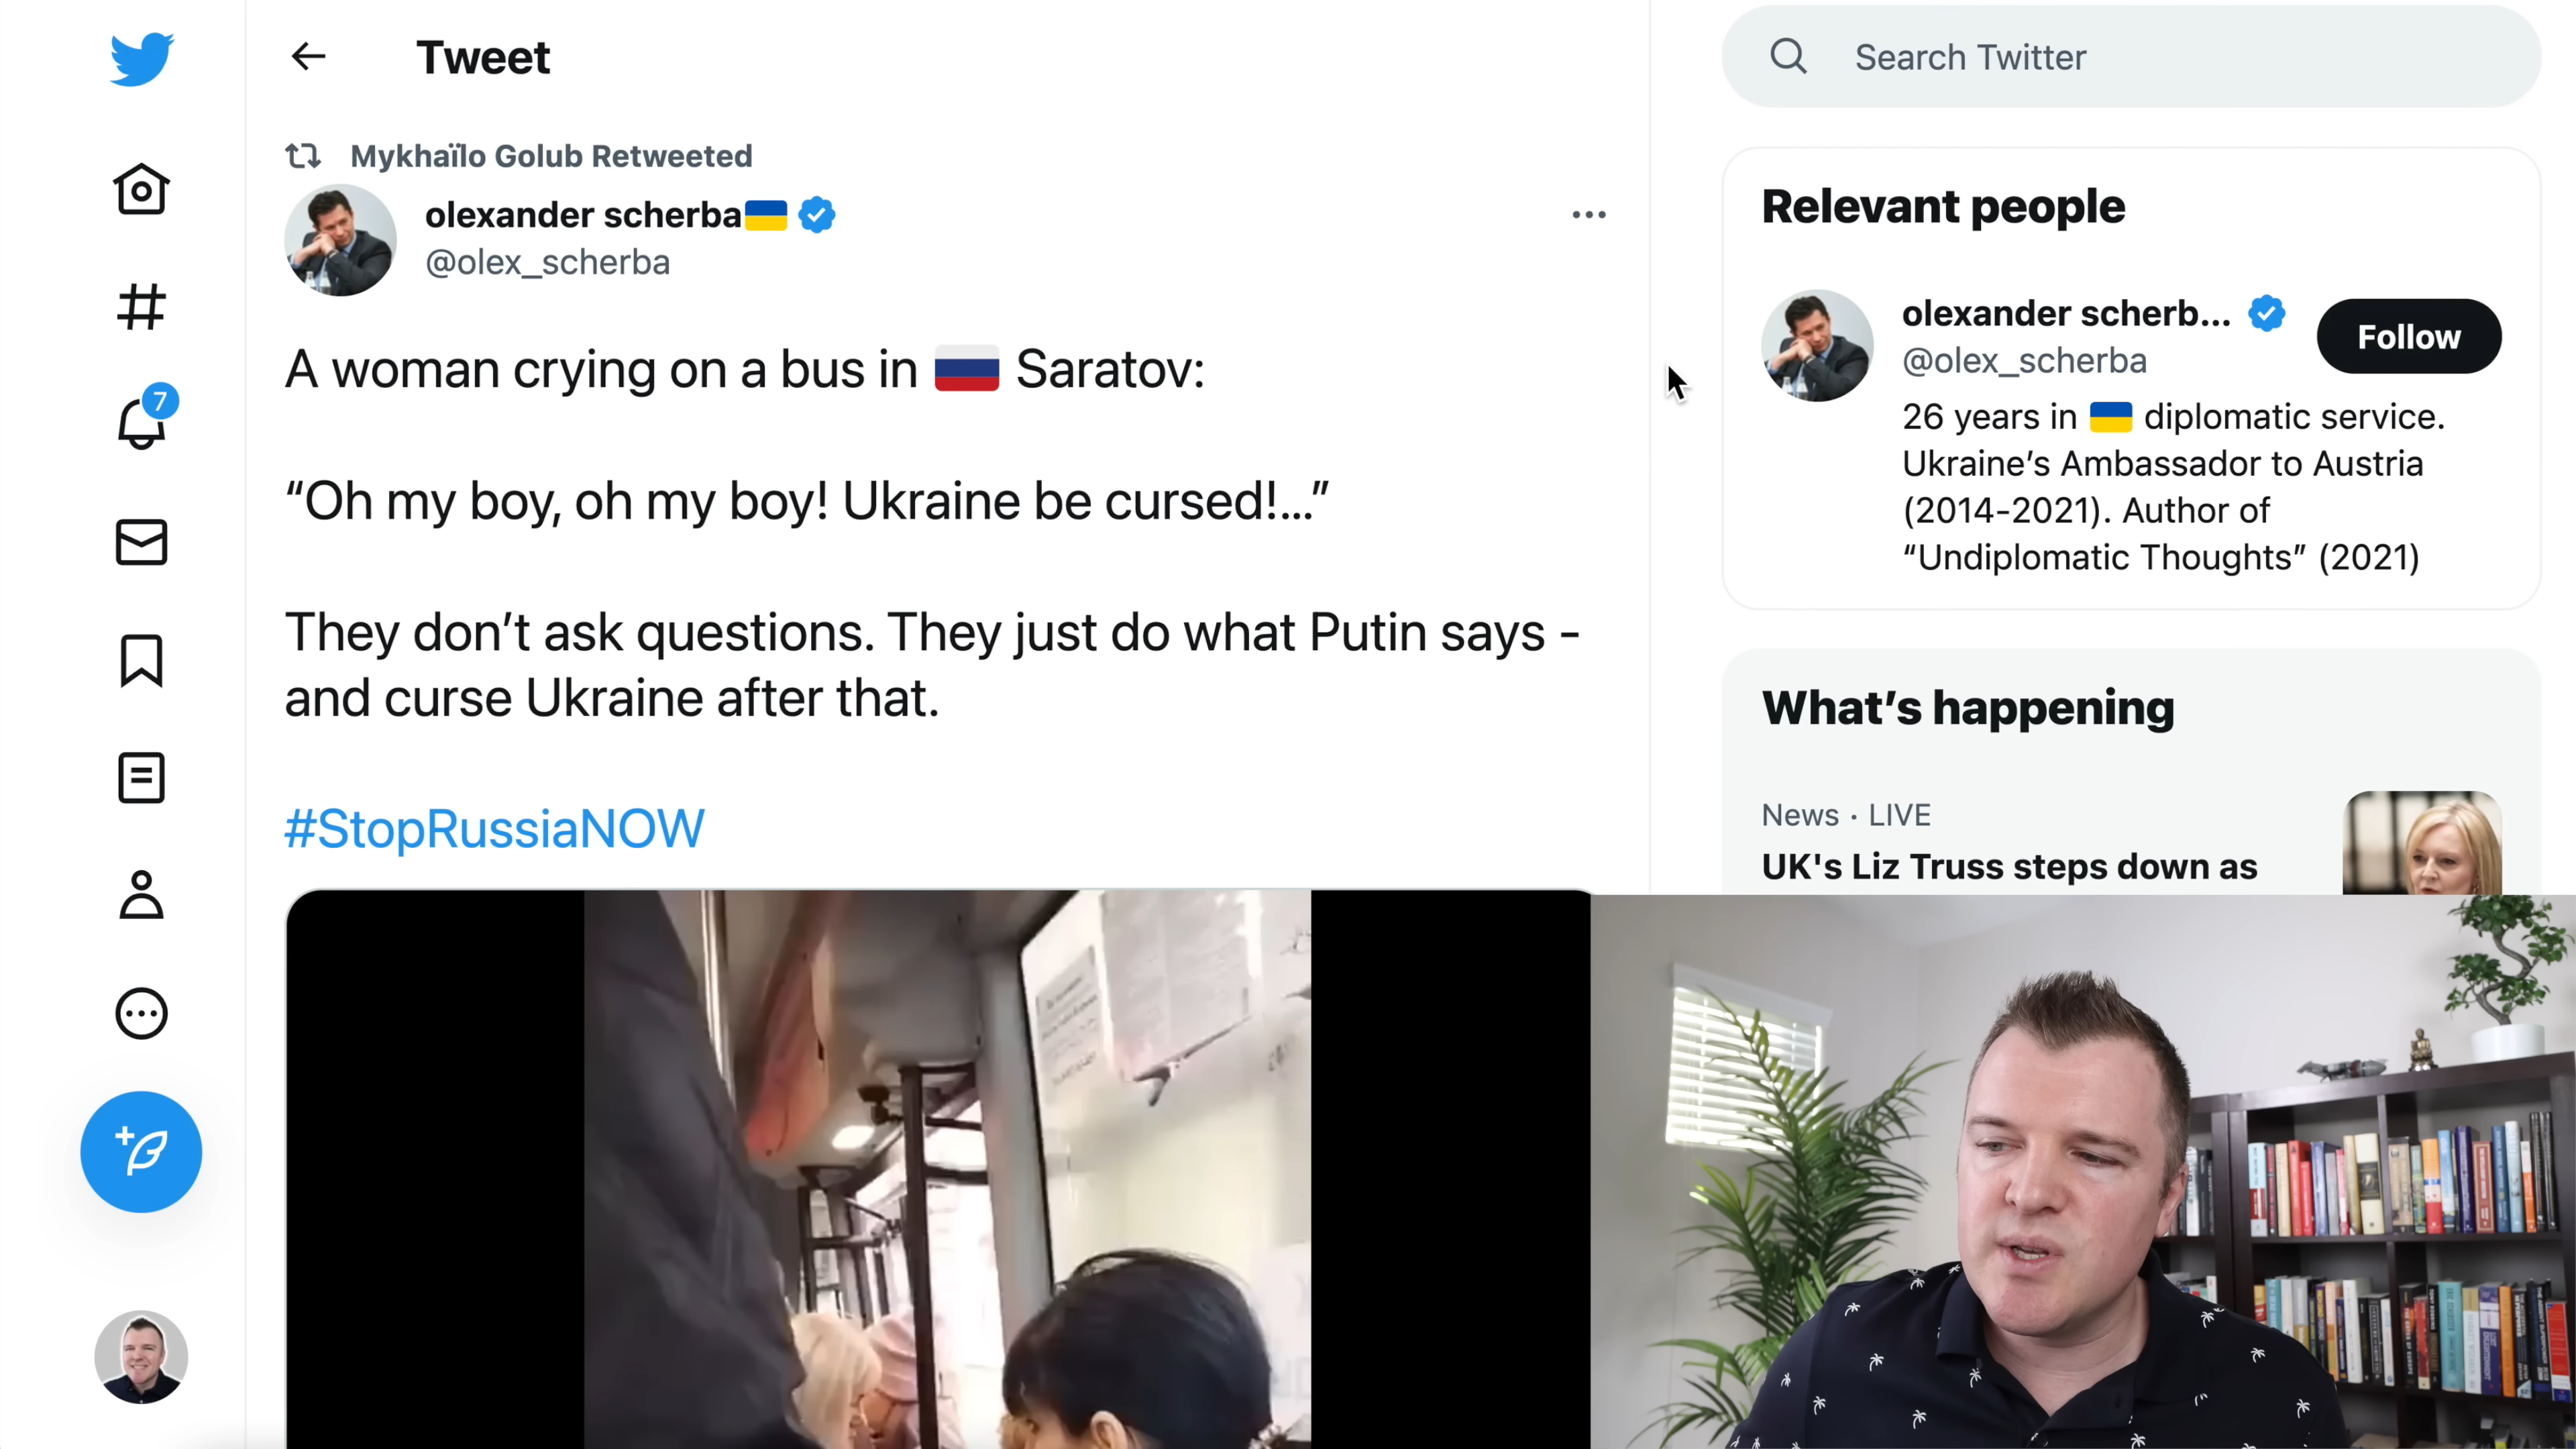 Tweet
Search Twitter
Mykhaïlo Golub Retweeted
olexander scherba🇺🇦
@olex_scherba
A woman crying on a bus in 🇷🇺 Saratov:
“Oh my boy, oh my boy! Ukraine be cursed!...”
They don’t ask questions. They just do what Putin says -
and curse Ukraine after that.
#StopRussiaNOW
7
Relevant people
olexander scherb...
@olex_scherba
Follow
26 years in 🇺🇦 diplomatic service.
Ukraine’s Ambassador to Austria
(2014-2021). Author of
“Undiplomatic Thoughts” (2021)
What’s happening
News · LIVE
UK's Liz Truss steps down as